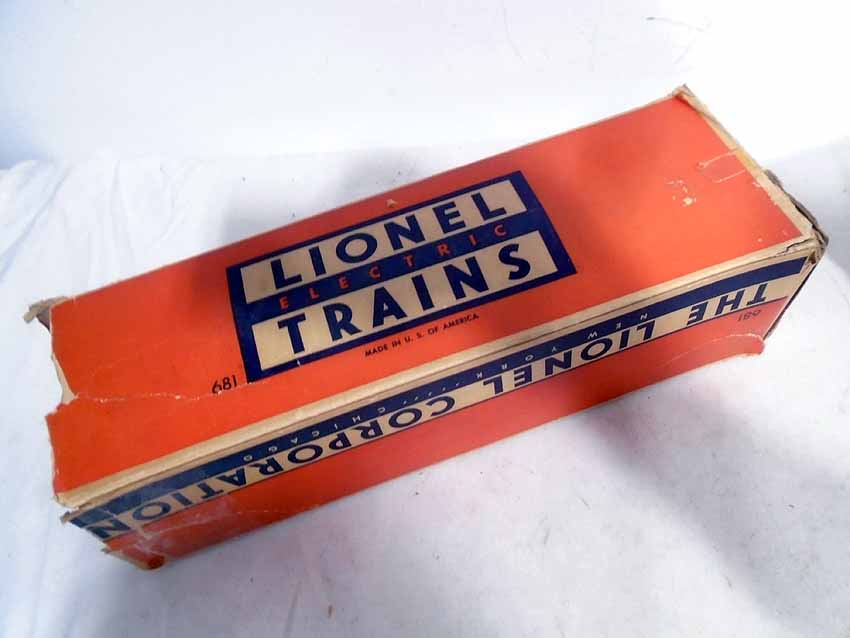 LIONEL
ELECTRIC
TRAINS
MADE IN U. S. OF AMERICA
681
681
THE LIONEL CORPORATION
NEW YORK ..... CHICAGO